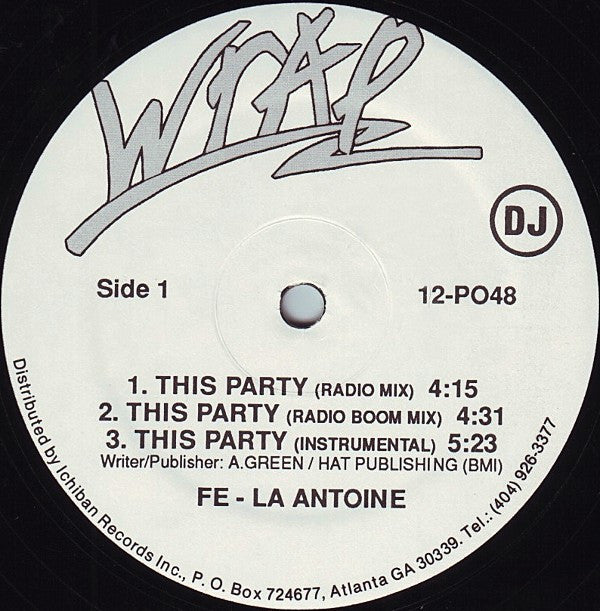 WrAp
DJ
Side 1
12-PO48
1. THIS PARTY (RADIO MIX) 4:15
2. THIS PARTY (RADIO BOOM MIX) 4:31
3. THIS PARTY (INSTRUMENTAL) 5:23
Writer/Publisher: A.GREEN / HAT PUBLISHING (BMI)
FE - LA ANTOINE
Distributed by Ichiban Records Inc., P. O. Box 724677, Atlanta GA 30339. Tel.: (404) 926-3377